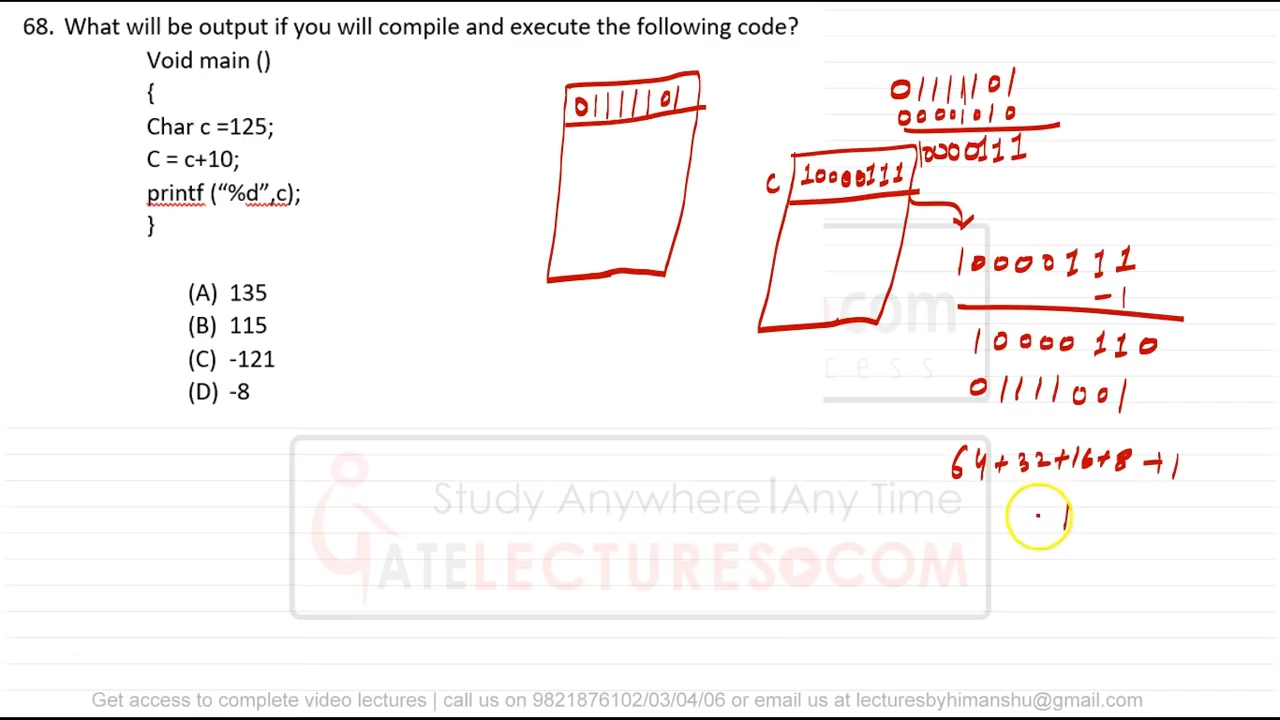 68. What will be output if you will compile and execute the following code?
Void main ()
{
Char c =125;
C = c+10;
printf (“%d”,c);
}
(A) 135
(B) 115
(C) -121
(D) -8
01111101
01111101
00001010
10000111
c 10000111
10000111
-1
10000110
01111001
64+32+16+8+1
1
com
cess
Study Anywhere|Any Time
GATELECTURES.COM
Get access to complete video lectures | call us on 9821876102/03/04/06 or email us at lecturesbyhimanshu@gmail.com